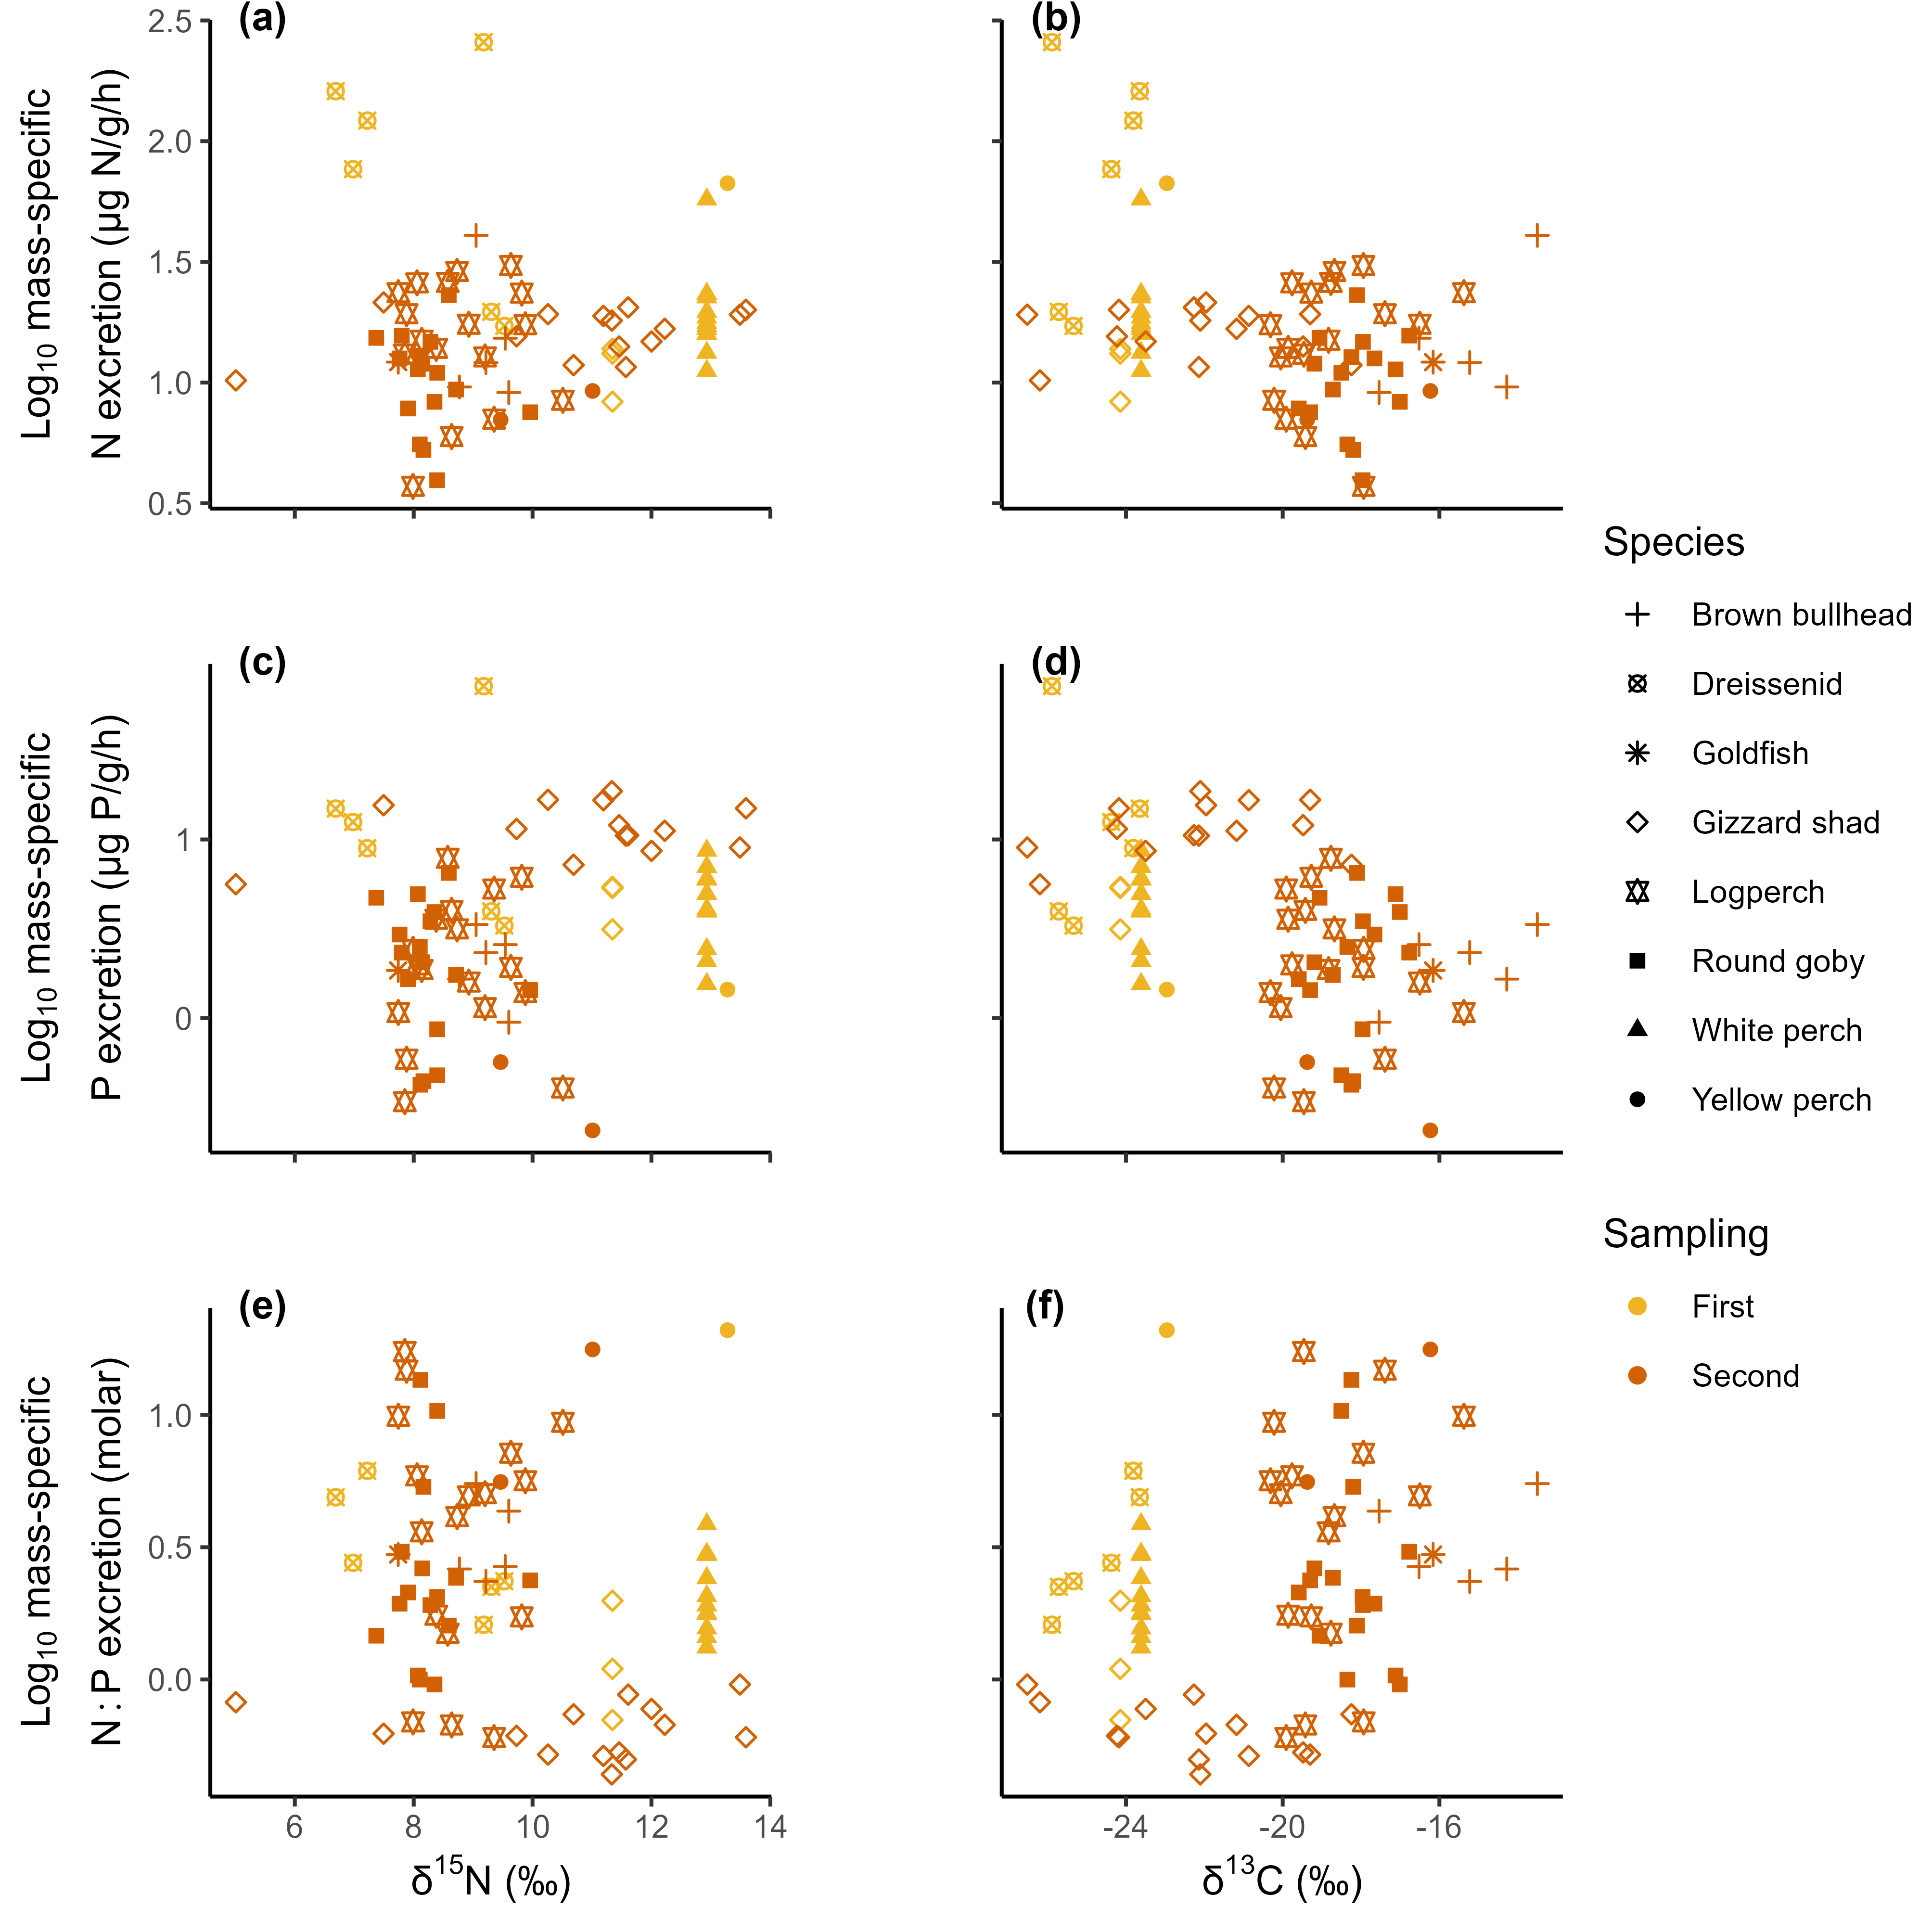 (a)
(b)
2.5
2.0
1.5
1.0
0.5
Log10 mass-specific
N excretion (µg N/g/h)
(c)
(d)
1
0
Log10 mass-specific
P excretion (µg P/g/h)
(e)
(f)
1.0
0.5
0.0
Log10 mass-specific
N:P excretion (molar)
6 8 10 12 14
-24 -20 -16
δ15N (‰)
δ13C (‰)
Species
Brown bullhead
Dreissenid
Goldfish
Gizzard shad
Logperch
Round goby
White perch
Yellow perch
Sampling
First
Second